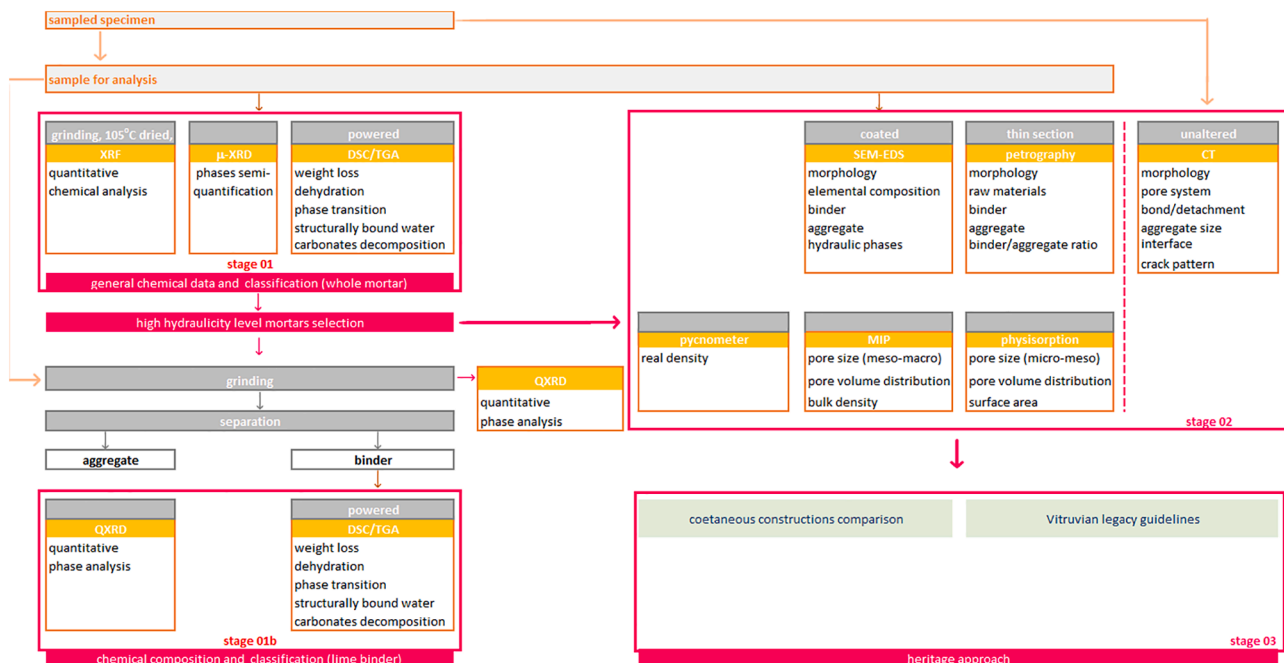 sampled specimen
sample for analysis
grinding, 105°C dried,
XRF
quantitative
chemical analysis
μ-XRD
phases semi-
quantification
powered
DSC/TGA
weight loss
dehydration
phase transition
structurally bound water
carbonates decomposition
stage 01
general chemical data and classification (whole mortar)
high hydraulicity level mortars selection
grinding
QXRD
quantitative
phase analysis
separation
aggregate
binder
QXRD
quantitative
phase analysis
powered
DSC/TGA
weight loss
dehydration
phase transition
structurally bound water
carbonates decomposition
stage 01b
chemical composition and classification (lime binder)
coated
SEM-EDS
morphology
elemental composition
binder
aggregate
hydraulic phases
thin section
petrography
morphology
raw materials
binder
aggregate
binder/aggregate ratio
unaltered
CT
morphology
pore system
bond/detachment
aggregate size
interface
crack pattern
pycnometer
real density
MIP
pore size (meso-macro)
pore volume distribution
bulk density
physisorption
pore size (micro-meso)
pore volume distribution
surface area
stage 02
coetaneous constructions comparison
Vitruvian legacy guidelines
stage 03
heritage approach